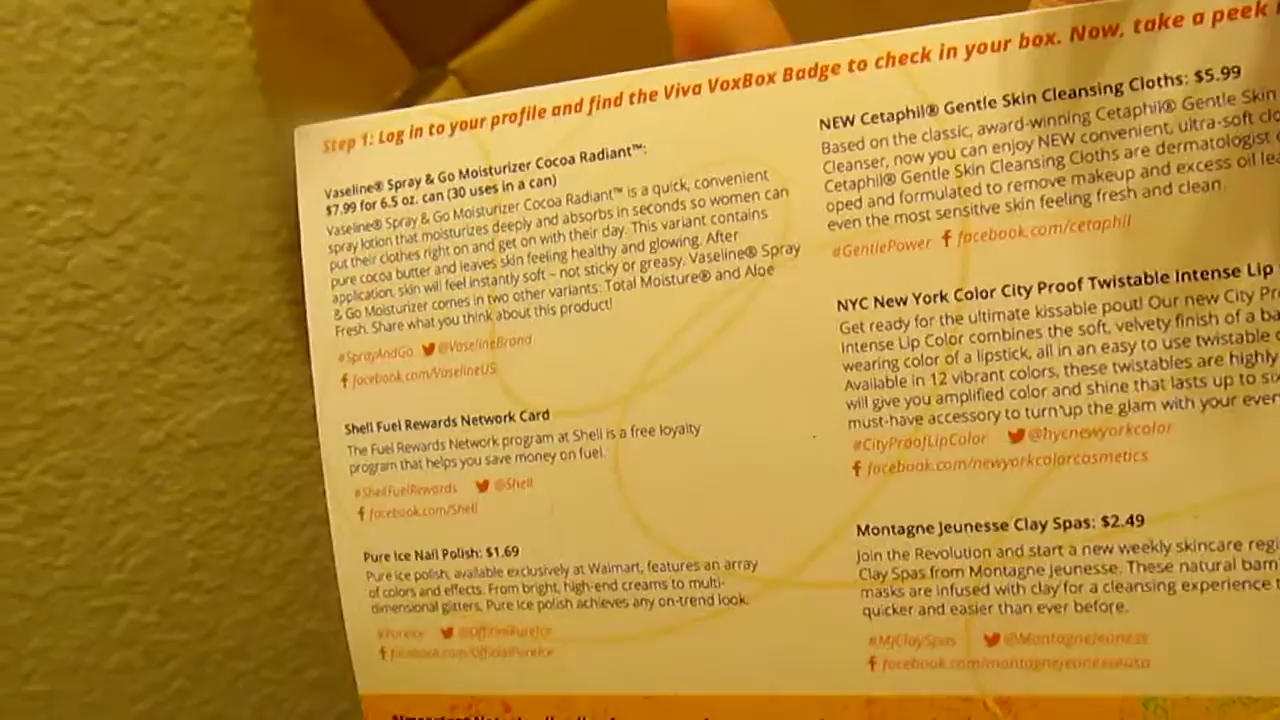 Step 1: Log in to your profile and find the Viva VoxBox Badge to check in your box. Now, take a peek
Vaseline® Spray & Go Moisturizer Cocoa Radiant™:
$7.99 for 6.5 oz. can (30 uses in a can)
Vaseline® Spray & Go Moisturizer Cocoa Radiant™ is a quick, convenient
spray lotion that moisturizes deeply and absorbs in seconds so women can
put their clothes right on and get on with their day. This variant contains
pure cocoa butter and leaves skin feeling healthy and glowing. After
application, skin will feel instantly soft – not sticky or greasy. Vaseline® Spray
& Go Moisturizer comes in two other variants: Total Moisture® and Aloe
Fresh. Share what you think about this product!
#SprayAndGo @VaselineBrand
facebook.com/VaselineUS
Shell Fuel Rewards Network Card
The Fuel Rewards Network program at Shell is a free loyalty
program that helps you save money on fuel.
#ShellFuelRewards @Shell
facebook.com/Shell
Pure Ice Nail Polish: $1.69
Pure Ice polish, available exclusively at Walmart, features an array
of colors and effects. From bright, high-end creams to multi-
dimensional glitters, Pure Ice polish achieves any on-trend look.
#PureIce @OfficialPureIce
facebook.com/OfficialPureIce
NEW Cetaphil® Gentle Skin Cleansing Cloths: $5.99
Based on the classic, award-winning Cetaphil® Gentle Skin
Cleanser, now you can enjoy NEW convenient, ultra-soft clo
Cetaphil® Gentle Skin Cleansing Cloths are dermatologist
oped and formulated to remove makeup and excess oil lea
even the most sensitive skin feeling fresh and clean.
#GentlePower facebook.com/cetaphil
NYC New York Color City Proof Twistable Intense Lip
Get ready for the ultimate kissable pout! Our new City Pr
Intense Lip Color combines the soft, velvety finish of a ba
wearing color of a lipstick, all in an easy to use twistable
Available in 12 vibrant colors, these twistables are highly
will give you amplified color and shine that lasts up to si
must-have accessory to turn up the glam with your ever
#CityProofLipColor @nycnewyorkcolor
facebook.com/newyorkcolorcosmetics
Montagne Jeunesse Clay Spas: $2.49
Join the Revolution and start a new weekly skincare regi
Clay Spas from Montagne Jeunesse. These natural bam
masks are infused with clay for a cleansing experience t
quicker and easier than ever before.
#MJClaySpas @MontagneJeuness
facebook.com/montagnejeunesseusa